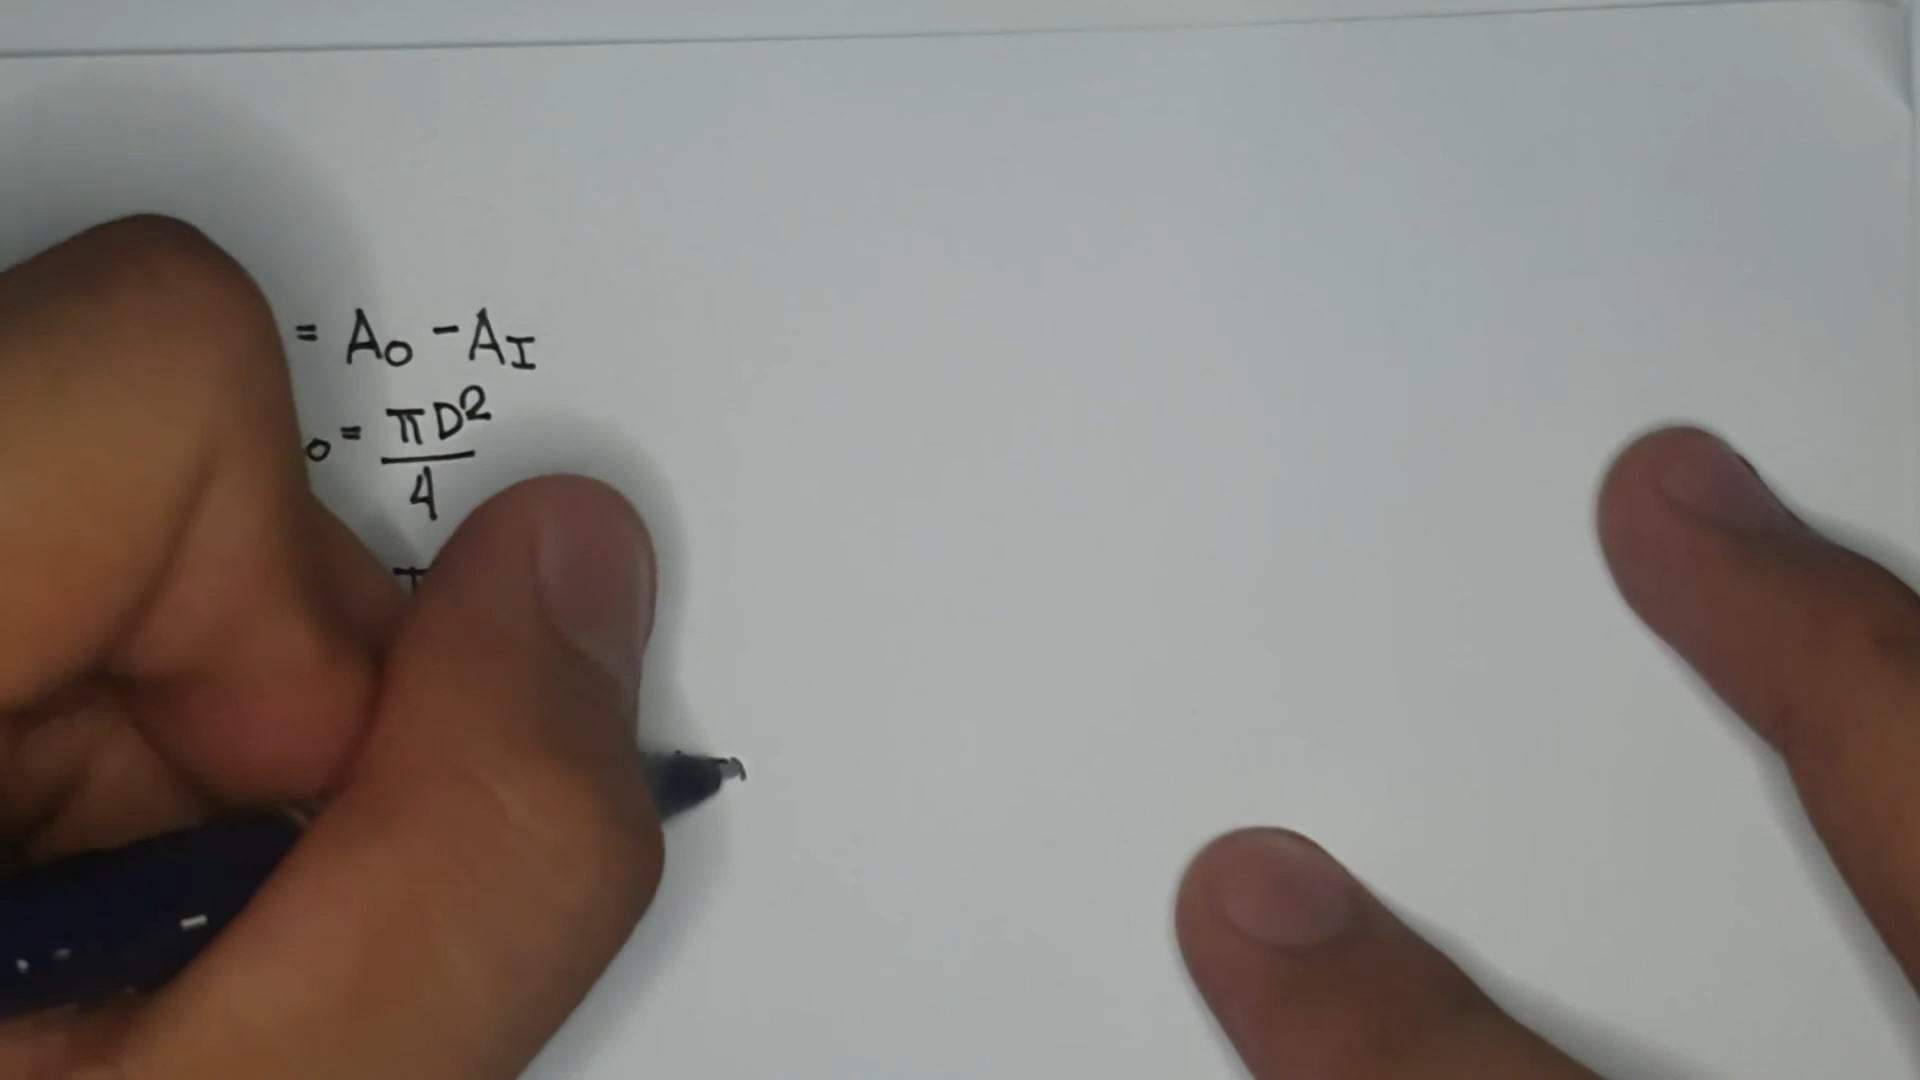 = A₀ - A_I
₀ = πD²/4